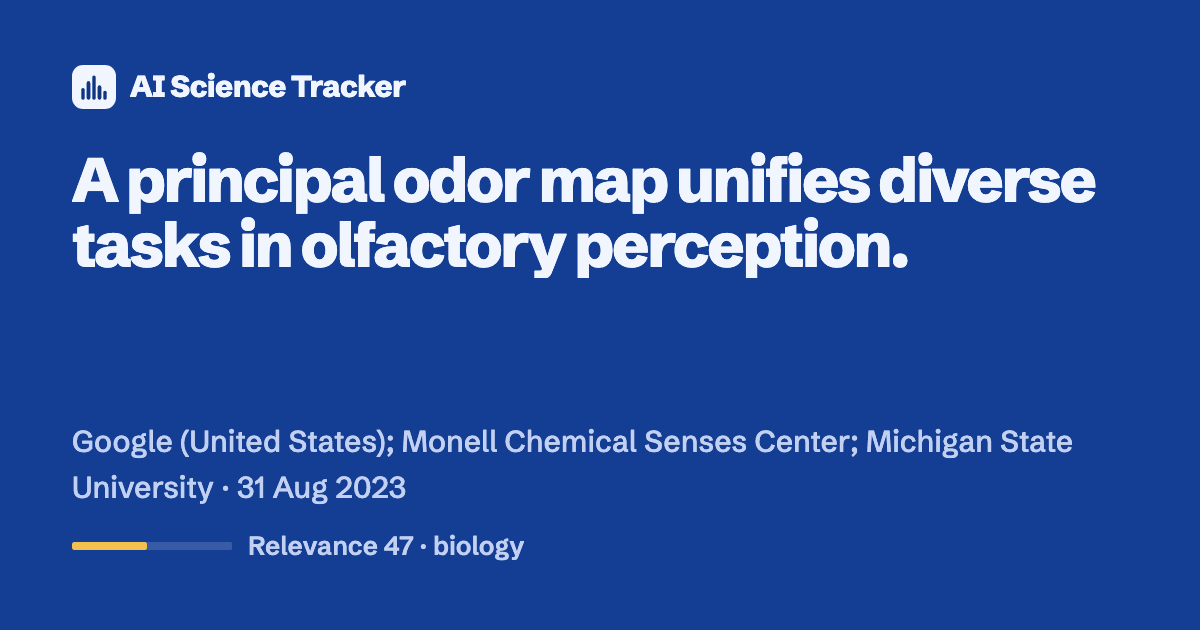 AI Science Tracker
A principal odor map unifies diverse
tasks in olfactory perception.
Google (United States); Monell Chemical Senses Center; Michigan State
University · 31 Aug 2023
Relevance 47 · biology